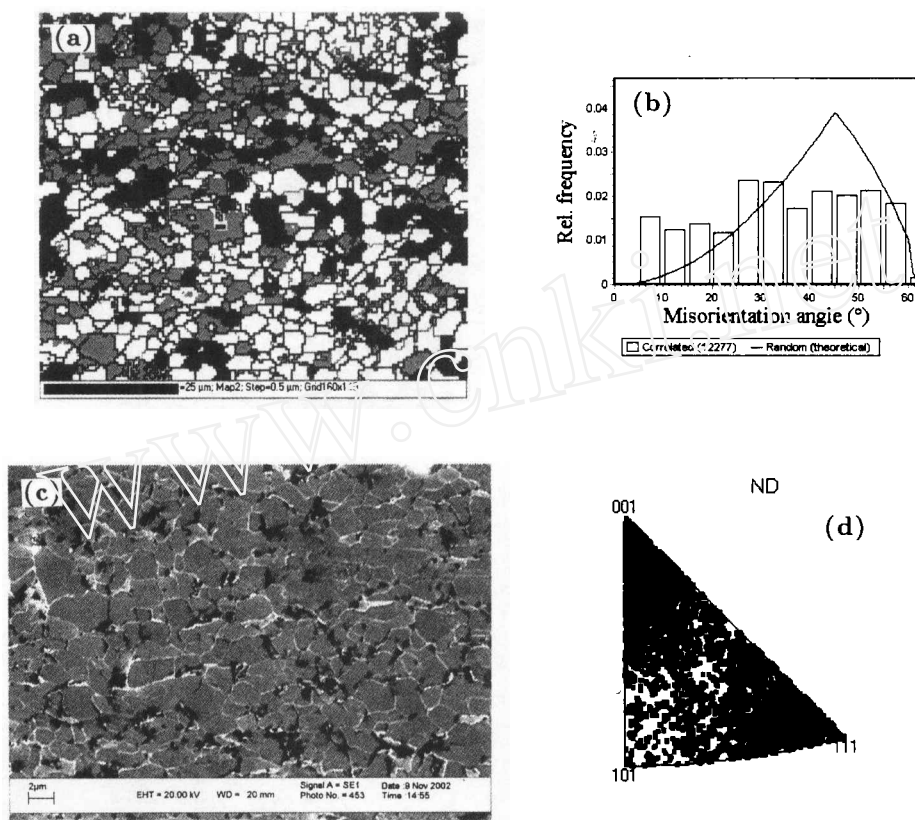 (a)
=25 µm; Map2; Step=0.5 µm; Grid160x1
(b)
Rel. frequency
0.04
0.03
0.02
0.01
0
0 10 20 30 40 50 60
Misorientation angle (°)
Correlated (12277) Random (theoretical)
www.cnki.net
(c)
2µm
EHT = 20.00 kV WD = 20 mm
Signal A = SE1
Photo No. = 453
Date :9 Nov 2002
Time :14:55
ND
001
(d)
111
101